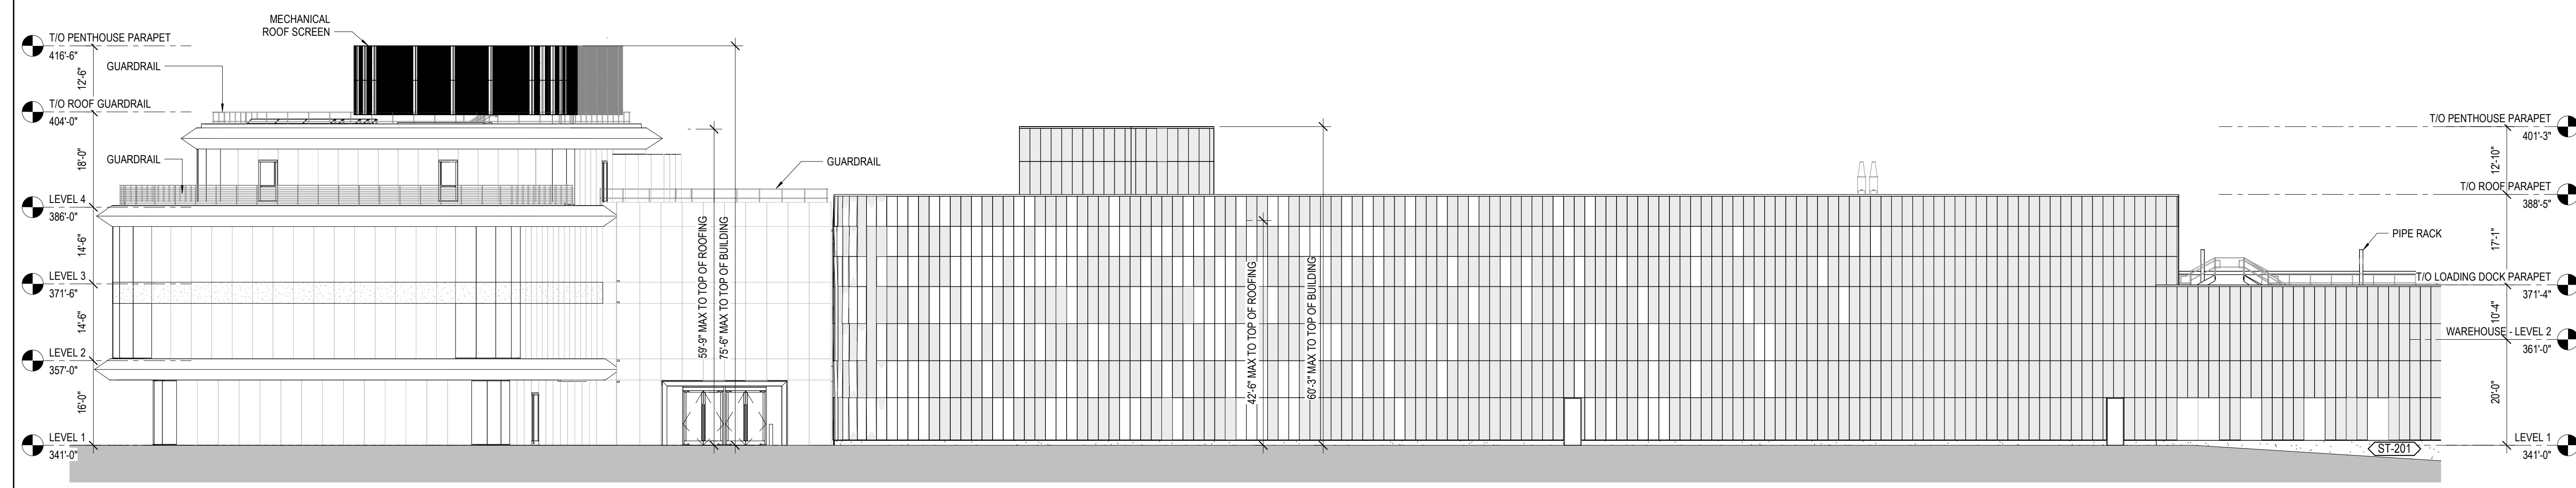 MECHANICAL
ROOF SCREEN
T/O PENTHOUSE PARAPET
416'-6"
GUARDRAIL
12'-6"
T/O ROOF GUARDRAIL
404'-0"
18'-0"
GUARDRAIL
LEVEL 4
386'-0"
14'-6"
LEVEL 3
371'-6"
14'-6"
LEVEL 2
357'-0"
16'-0"
LEVEL 1
341'-0"
GUARDRAIL
59'-9" MAX TO TOP OF ROOFING
75'-6" MAX TO TOP OF BUILDING
42'-6" MAX TO TOP OF ROOFING
60'-3" MAX TO TOP OF BUILDING
T/O PENTHOUSE PARAPET
401'-3"
12'-10"
T/O ROOF PARAPET
388'-5"
PIPE RACK
17'-1"
T/O LOADING DOCK PARAPET
371'-4"
10'-4"
WAREHOUSE - LEVEL 2
361'-0"
20'-0"
LEVEL 1
341'-0"
ST-201